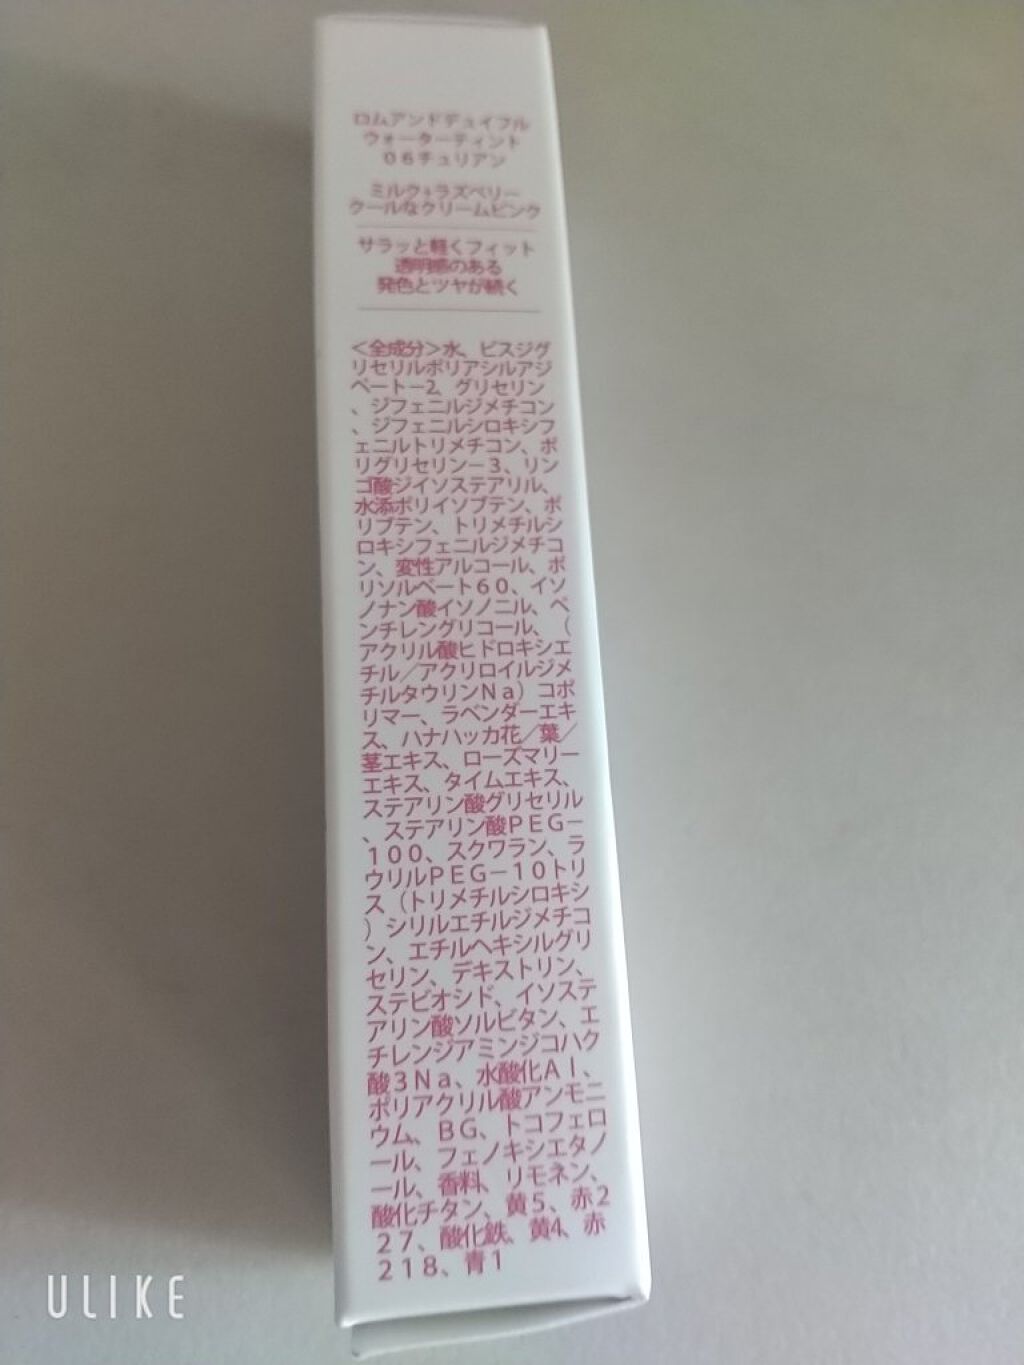 ロムアンドデュイフル
ウォーターティント
06チュリアン
ミルク+ラズベリー
クールなクリームピンク
サラッと軽くフィット
透明感のある
発色とツヤが続く
<全成分>水、ビスジグ
リセリルポリアシルアジ
ペート-2、グリセリン
、ジフェニルジメチコン
、ジフェニルシロキシフ
ェニルトリメチコン、ポ
リグリセリン-3、リン
ゴ酸ジイソステアリル、
水添ポリイソブテン、ポ
リブテン、トリメチルシ
ロキシフェニルジメチコ
ン、変性アルコール、ポ
リソルベート60、イソ
ノナン酸イソノニル、ペ
ンチレングリコール、(
アクリル酸ヒドロキシエ
チル/アクリロイルジメ
チルタウリンNa)コポ
リマー、ラベンダーエキ
ス、ハナハッカ花/葉/
茎エキス、ローズマリー
エキス、タイムエキス、
ステアリン酸グリセリル
、ステアリン酸PEG-
100、スクワラン、ラ
ウリルPEG-10トリ
ス(トリメチルシロキシ
)シリルエチルジメチコ
ン、エチルヘキシルグリ
セリン、デキストリン、
ステビオシド、イソステ
アリン酸ソルビタン、エ
チレンジアミンジコハク
酸3Na、水酸化Al、
ポリアクリル酸アンモニ
ウム、BG、トコフェロ
ール、フェノキシエタノ
ール、香料、リモネン、
酸化チタン、黄5、赤2
27、酸化鉄、黄4、赤
218、青1
ULIKE